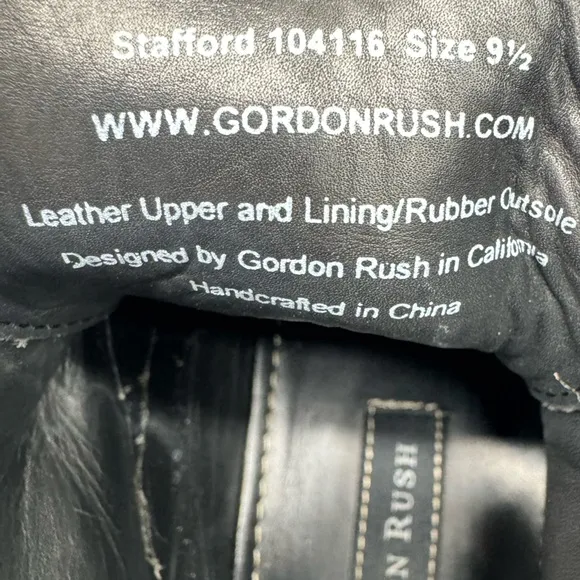 Stafford 104116 Size 9½
WWW.GORDONRUSH.COM
Leather Upper and Lining/Rubber Outsole
Designed by Gordon Rush in California
Handcrafted in China
N RUSH